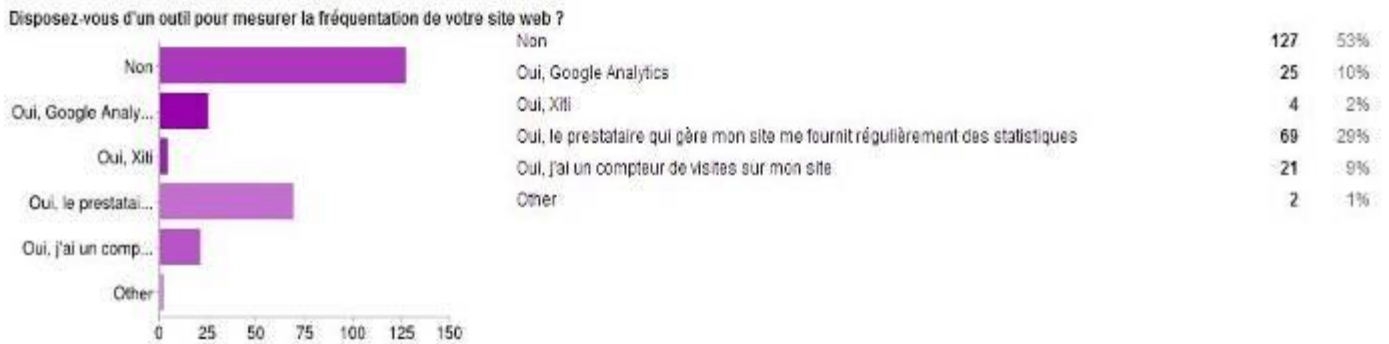 Disposez-vous d'un outil pour mesurer la fréquentation de votre site web ?
Non
Oui, Google Analy...
Oui, Xiti
Oui, le prestatai...
Oui, j'ai un comp...
Other
0 25 50 75 100 125 150
Non 127 53%
Oui, Google Analytics 25 10%
Oui, Xiti 4 2%
Oui, le prestataire qui gère mon site me fournit régulièrement des statistiques 69 29%
Oui, j'ai un compteur de visites sur mon site 21 9%
Other 2 1%